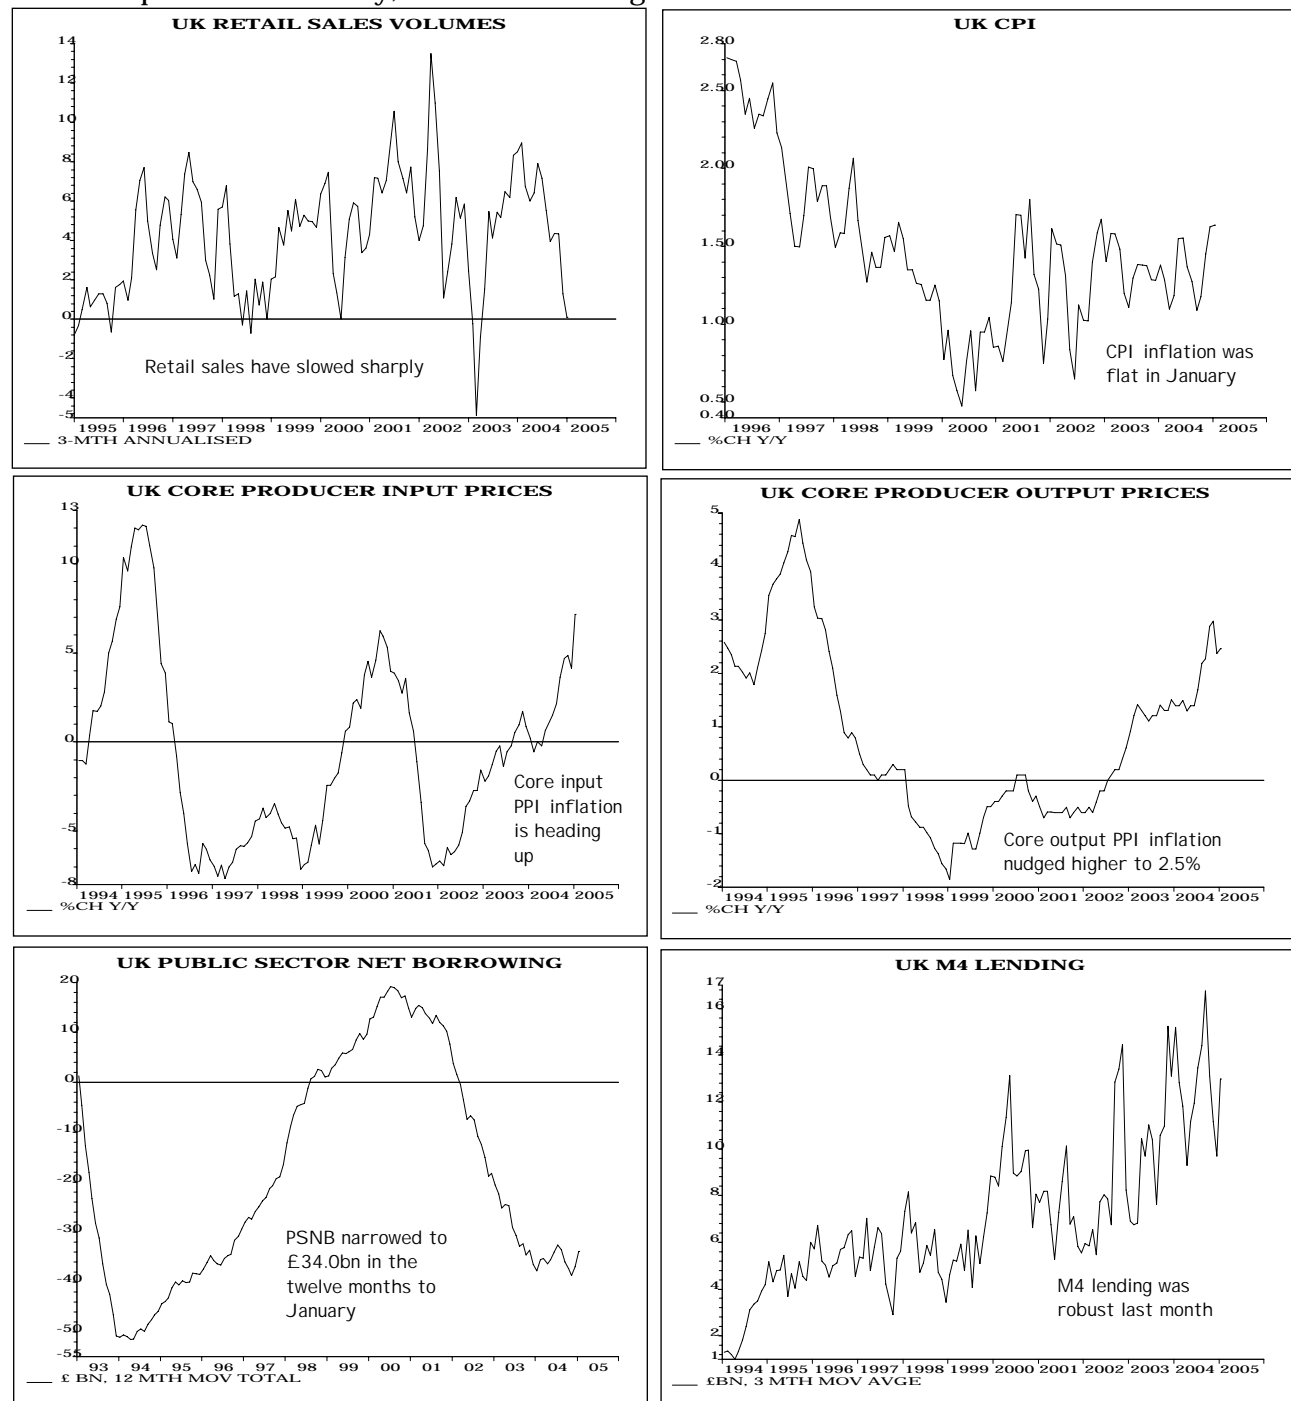 UK RETAIL SALES VOLUMES
14
12
10
8
6
4
2
0
-2
-4
-5
Retail sales have slowed sharply
1995 1996 1997 1998 1999 2000 2001 2002 2003 2004 2005
3-MTH ANNUALISED
UK CPI
2.80
2.50
2.00
1.50
1.00
0.50
0.40
CPI inflation was
flat in January
1996 1997 1998 1999 2000 2001 2002 2003 2004 2005
%CH Y/Y
UK CORE PRODUCER INPUT PRICES
13
10
5
0
-5
-8
Core input
PPI inflation
is heading
up
1994 1995 1996 1997 1998 1999 2000 2001 2002 2003 2004 2005
%CH Y/Y
UK CORE PRODUCER OUTPUT PRICES
5
4
3
2
1
0
-1
-2
Core output PPI inflation
nudged higher to 2.5%
1994 1995 1996 1997 1998 1999 2000 2001 2002 2003 2004 2005
%CH Y/Y
UK PUBLIC SECTOR NET BORROWING
20
10
0
-10
-20
-30
-40
-50
-55
PSNB narrowed to
£34.0bn in the
twelve months to
January
93 94 95 96 97 98 99 00 01 02 03 04 05
£ BN, 12 MTH MOV TOTAL
UK M4 LENDING
17
16
14
12
10
8
6
4
2
1
M4 lending was
robust last month
1994 1995 1996 1997 1998 1999 2000 2001 2002 2003 2004 2005
£BN, 3 MTH MOV AVGE